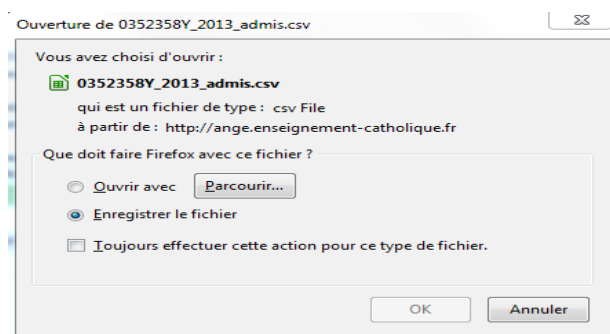 Ouverture de 0352358Y_2013_admis.csv
Vous avez choisi d'ouvrir :
0352358Y_2013_admis.csv
qui est un fichier de type : csv File
à partir de : http://ange.enseignement-catholique.fr
Que doit faire Firefox avec ce fichier ?
Ouvrir avec Parcourir...
Enregistrer le fichier
Toujours effectuer cette action pour ce type de fichier.
OK Annuler